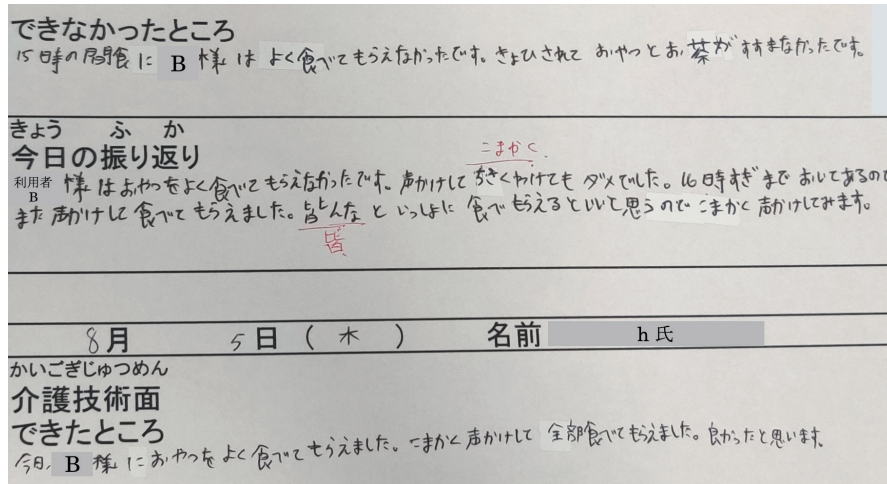 できなかったところ
15時の間食に B 様は よく食べてもらえなかったです。きょひされて おやつとお茶が すすまなかったです。
きょう ふ か
今日の振り返り
こまかく
利用者
B
様はおやつをよく食べてもらえなかったです。声かけして ちさくわけても ダメでした。16時すぎまで おいてあるので
また声かけして食べてもらえました。皆んなと いっしょに 食べもらえるといいと思うので こまかく 声かけしてみます。
皆
8月 5日 ( 木 ) 名前 h 氏
かいごぎじゅつめん
介護技術面
できたところ
今日、B 様に おやつを よく食べてもらえました。こまかく声かけして 全部食べてもらえました。良かったと思います。